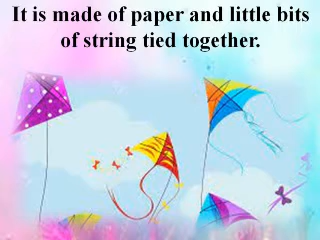 It is made of paper and little bits
of string tied together.